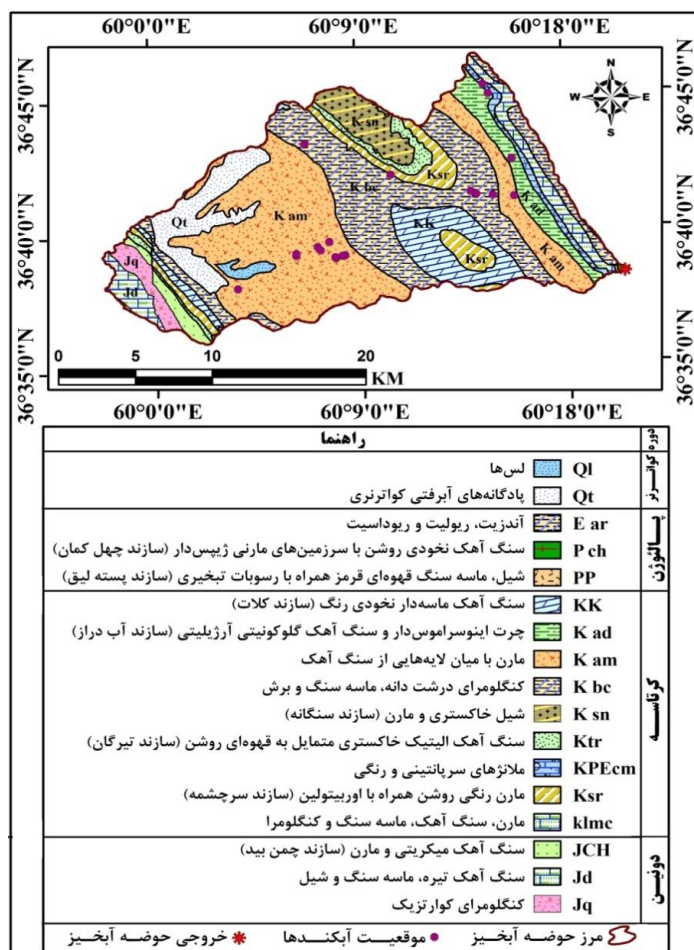 60°0'0"E 60°9'0"E 60°18'0"E
36°45'0"N 36°40'0"N 36°35'0"N
36°45'0"N 36°40'0"N 36°35'0"N
N
W E
S
K sn
Ksr
K bc
K ad
Qt
K am
KK
Ksr
K am
Jq
Jd
0 5 10 20
KM
60°0'0"E 60°9'0"E 60°18'0"E
راهنما
دوره کواترنر
لس‌ها Ql
پادگانه‌های آبرفتی کواترنری Qt
پالئوژن
آندزیت، ریولیت و ریوداسیت E ar
سنگ آهک نخودی روشن با سرزمین‌های مارنی ژیپس‌دار (سازند چهل کمان) P ch
شیل، ماسه سنگ قهوه‌ای قرمز همراه با رسوبات تبخیری (سازند پسته لیق) PP
کرتاسه
سنگ آهک ماسه‌دار نخودی رنگ (سازند کلات) KK
چرت اینوسراموس‌دار و سنگ آهک گلوکونیتی آرژیلیتی (سازند آب دراز) K ad
مارن با میان لایه‌هایی از سنگ آهک K am
کنگلومرای درشت دانه، ماسه سنگ و برش K bc
شیل خاکستری و مارن (سازند سنگانه) K sn
سنگ آهک الیتیک خاکستری متمایل به قهوه‌ای روشن (سازند تیرگان) Ktr
ملانژهای سرپانتینی و رنگی KPEcm
مارن رنگی روشن همراه با اوربیتولین (سازند سرچشمه) Ksr
مارن، سنگ آهک، ماسه سنگ و کنگلومرا klmc
دونین
سنگ آهک میکریتی و مارن (سازند چمن بید) JCH
سنگ آهک تیره، ماسه سنگ و شیل Jd
کنگلومرای کوارتزیک Jq
مرز حوضه آبخیز موقعیت آبکندها خروجی حوضه آبخیز